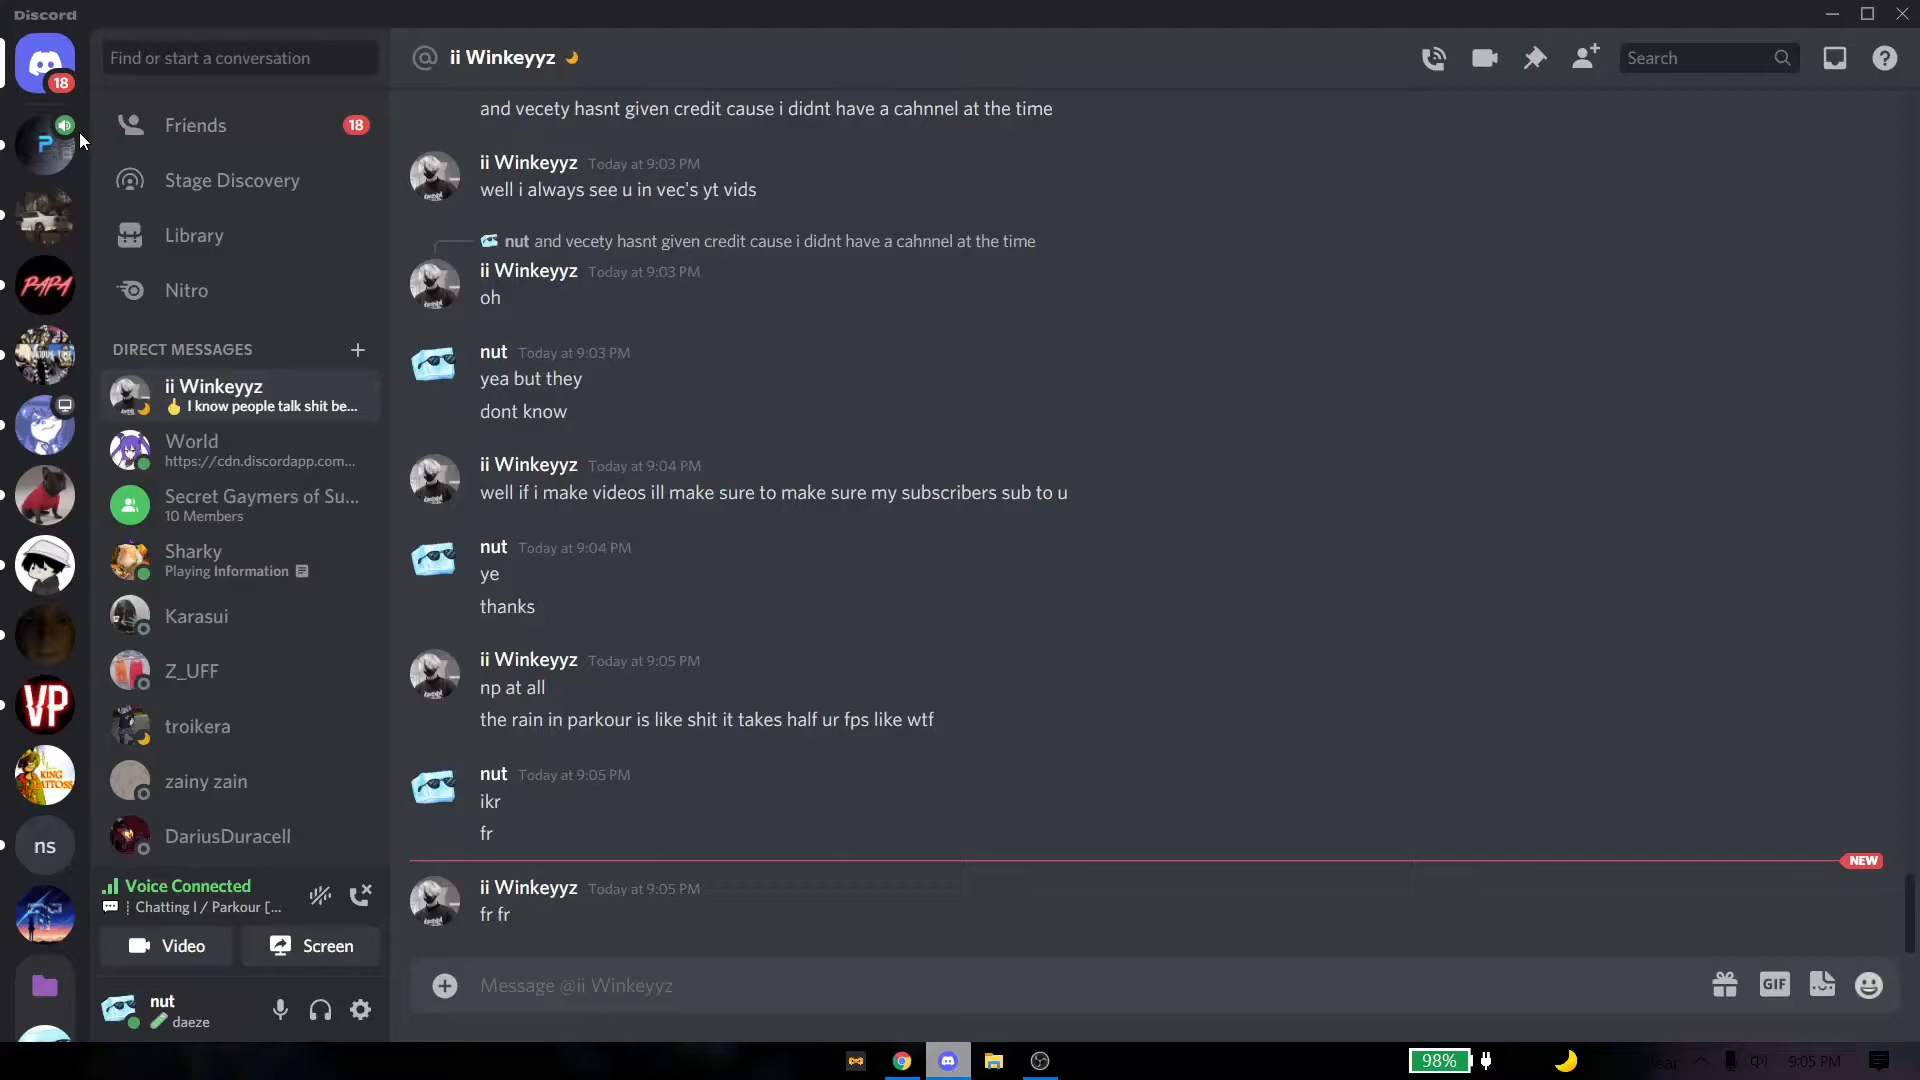 Discord
18
P
PAPA
VP
KING
ns
Find or start a conversation
Friends
18
Stage Discovery
Library
Nitro
DIRECT MESSAGES
ii Winkeyyz
👆 I know people talk shit be...
World
https://cdn.discordapp.com...
Secret Gaymers of Su...
10 Members
Sharky
Playing Information
Karasui
Z_UFF
troikera
zainy zain
DariusDuracell
Voice Connected
Chatting | / Parkour [...
Video
Screen
nut
daeze
ii Winkeyyz
Search
and vecety hasnt given credit cause i didnt have a cahnnel at the time
ii Winkeyyz Today at 9:03 PM
well i always see u in vec's yt vids
nut and vecety hasnt given credit cause i didnt have a cahnnel at the time
ii Winkeyyz Today at 9:03 PM
oh
nut Today at 9:03 PM
yea but they
dont know
ii Winkeyyz Today at 9:04 PM
well if i make videos ill make sure to make sure my subscribers sub to u
nut Today at 9:04 PM
ye
thanks
ii Winkeyyz Today at 9:05 PM
np at all
the rain in parkour is like shit it takes half ur fps like wtf
nut Today at 9:05 PM
ikr
fr
NEW
ii Winkeyyz Today at 9:05 PM
fr fr
Message @ii Winkeyyz
GIF
98%
9:05 PM